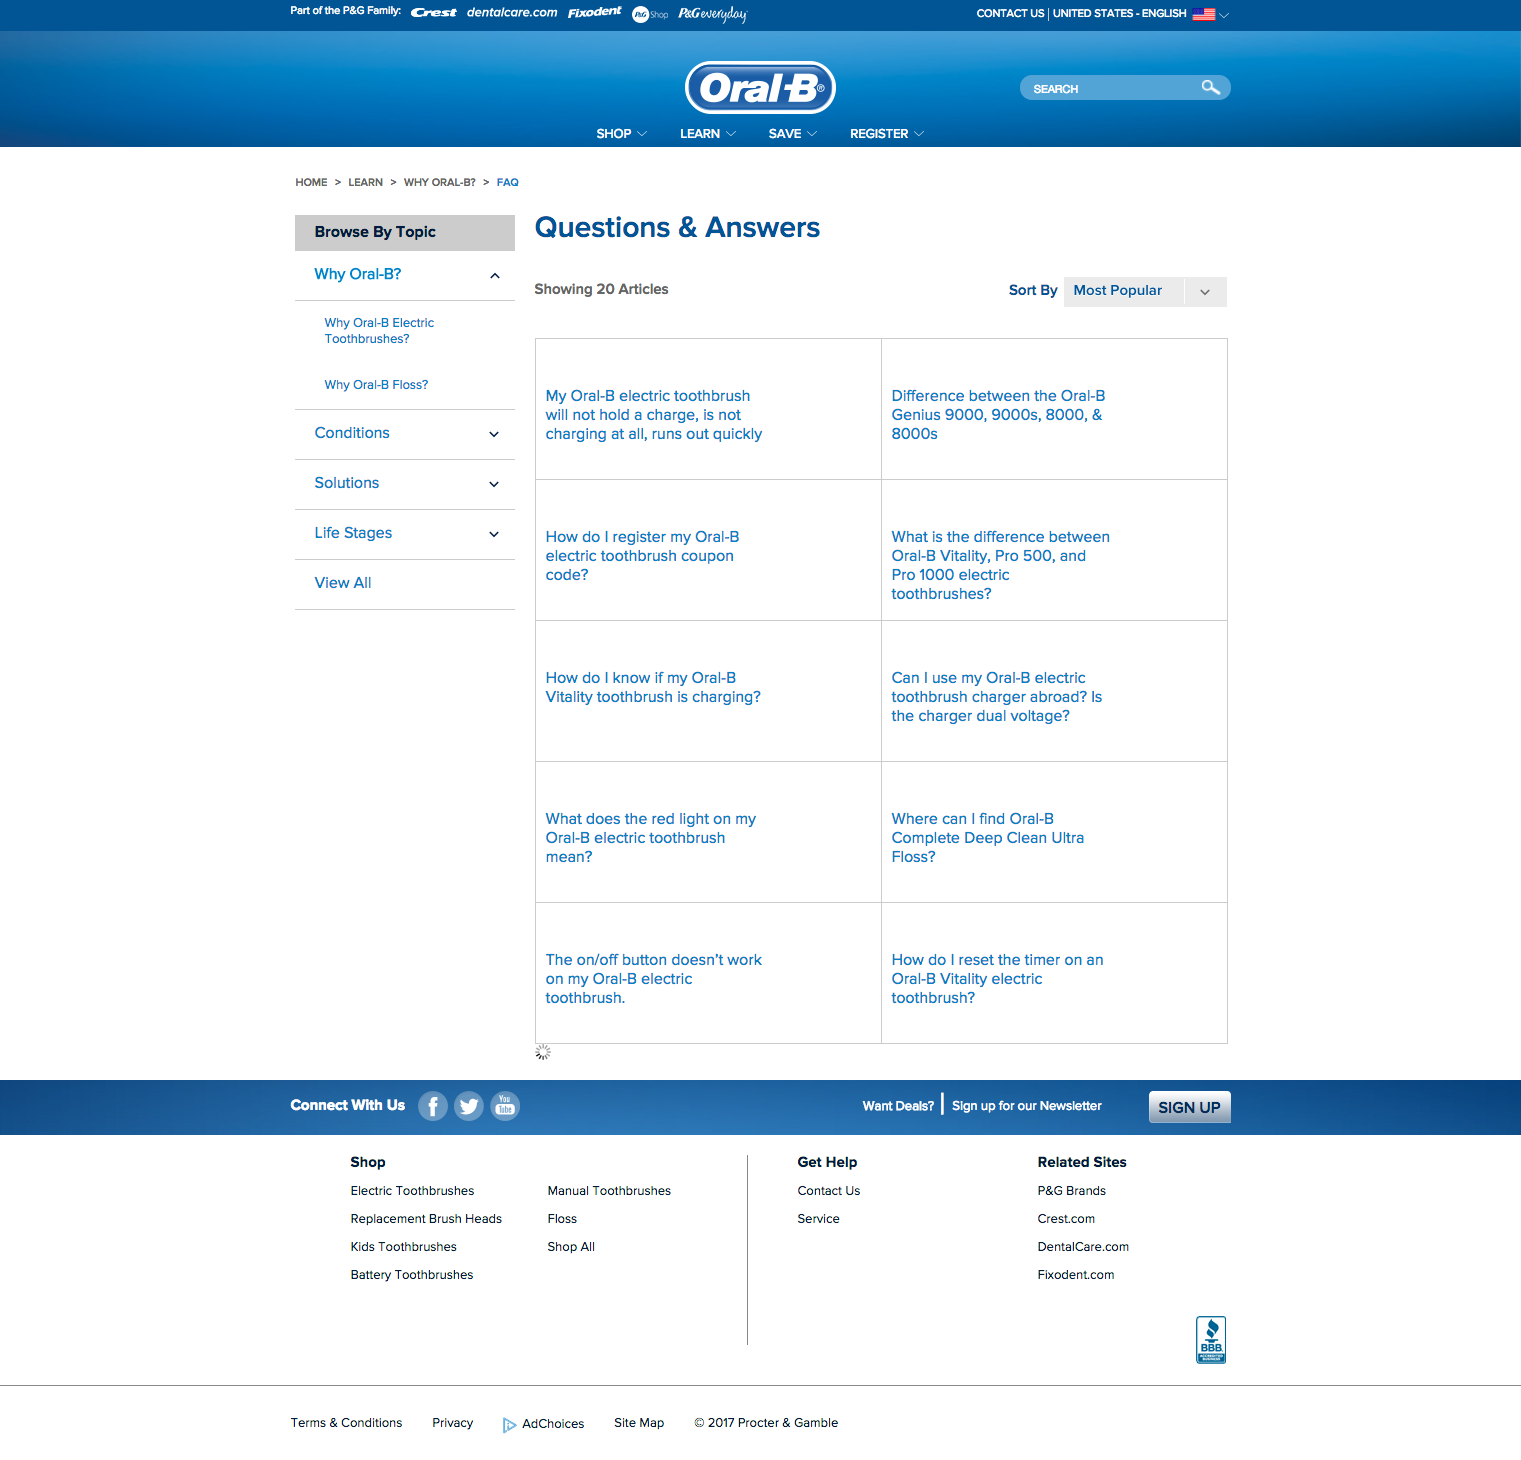 Part of the P&G Family: Crest dentalcare.com Fixodent P&G Shop P&G everyday
CONTACT US | UNITED STATES - ENGLISH
Oral-B®
SEARCH
SHOP LEARN SAVE REGISTER
HOME > LEARN > WHY ORAL-B? > FAQ
Browse By Topic
Why Oral-B?
Why Oral-B Electric
Toothbrushes?
Why Oral-B Floss?
Conditions
Solutions
Life Stages
View All
Questions & Answers
Showing 20 Articles
Sort By Most Popular
My Oral-B electric toothbrush
will not hold a charge, is not
charging at all, runs out quickly
Difference between the Oral-B
Genius 9000, 9000s, 8000, &
8000s
How do I register my Oral-B
electric toothbrush coupon
code?
What is the difference between
Oral-B Vitality, Pro 500, and
Pro 1000 electric
toothbrushes?
How do I know if my Oral-B
Vitality toothbrush is charging?
Can I use my Oral-B electric
toothbrush charger abroad? Is
the charger dual voltage?
What does the red light on my
Oral-B electric toothbrush
mean?
Where can I find Oral-B
Complete Deep Clean Ultra
Floss?
The on/off button doesn't work
on my Oral-B electric
toothbrush.
How do I reset the timer on an
Oral-B Vitality electric
toothbrush?
Connect With Us
You
Tube
Want Deals? | Sign up for our Newsletter
SIGN UP
Shop
Electric Toothbrushes
Replacement Brush Heads
Kids Toothbrushes
Battery Toothbrushes
Manual Toothbrushes
Floss
Shop All
Get Help
Contact Us
Service
Related Sites
P&G Brands
Crest.com
DentalCare.com
Fixodent.com
BBB
ACCREDITED
BUSINESS
Terms & Conditions Privacy AdChoices Site Map © 2017 Procter & Gamble